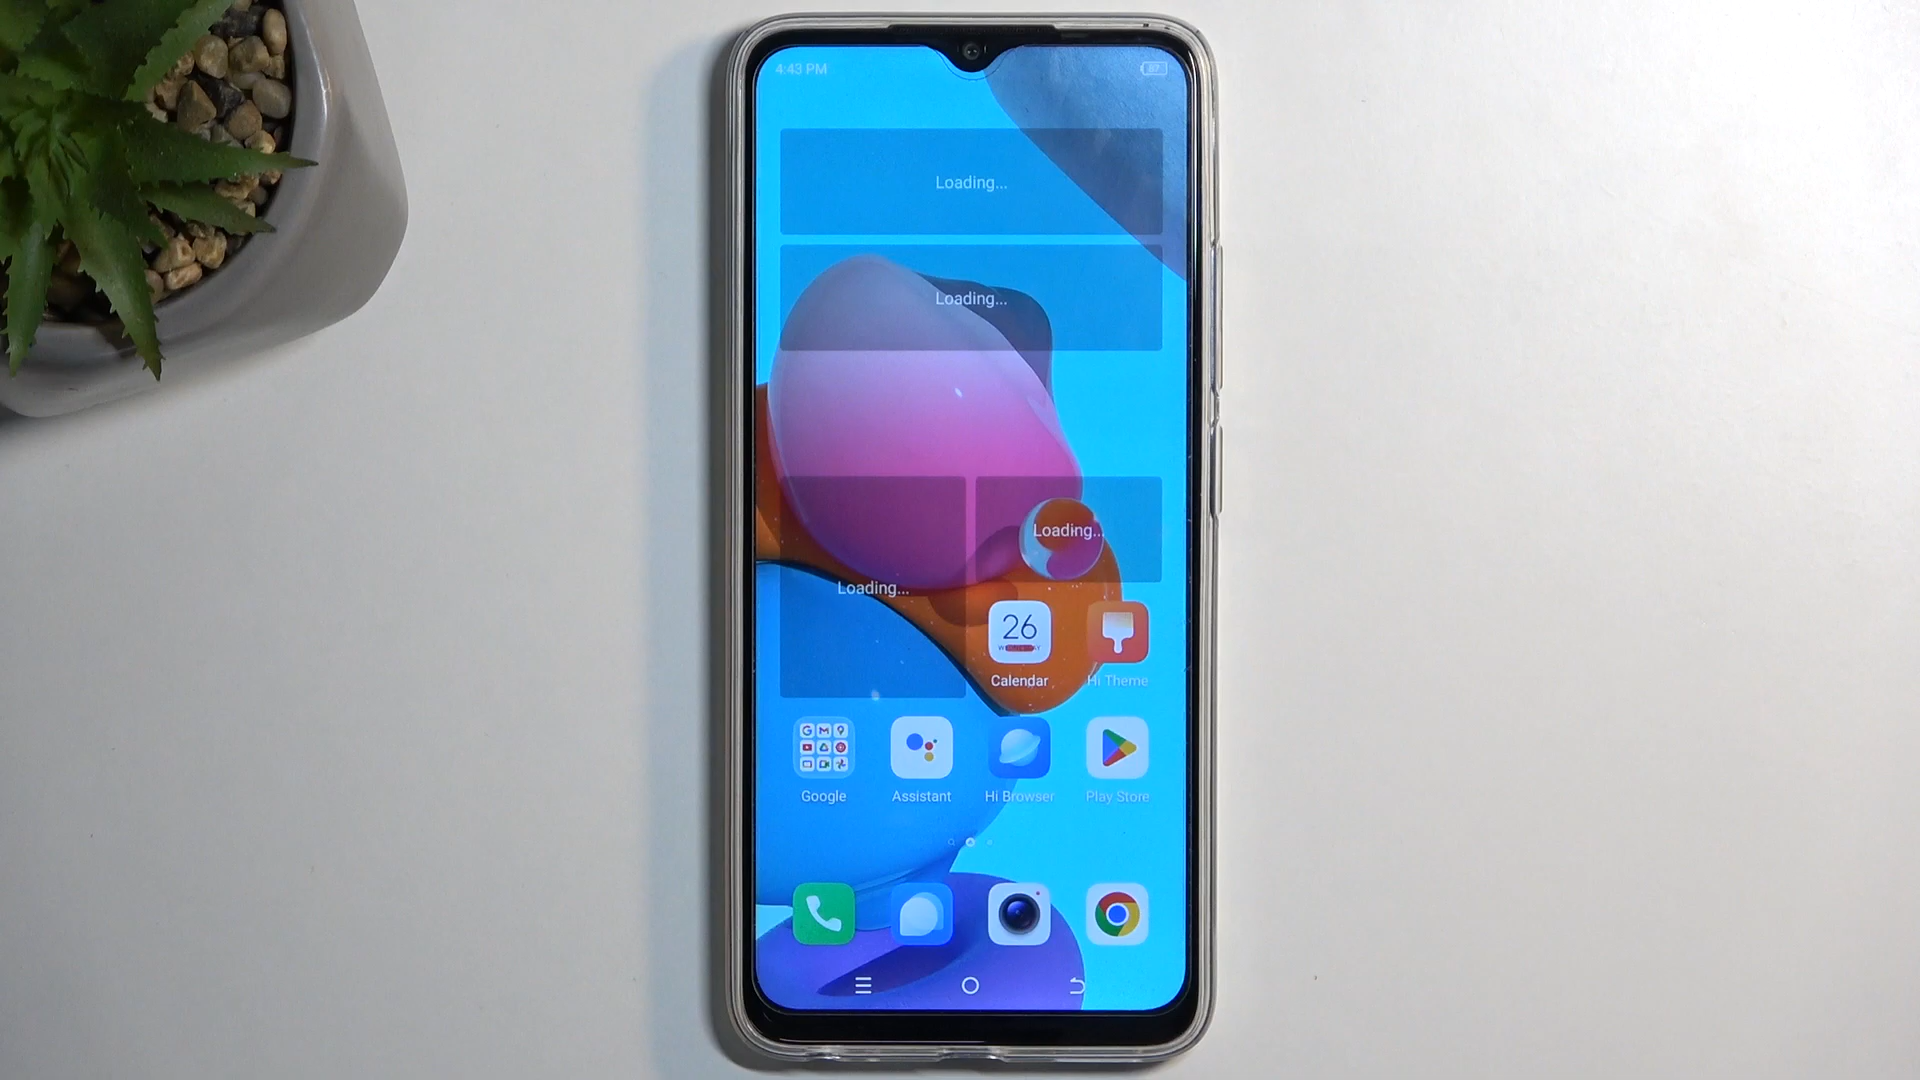 4:43 PM
Loading...
Loading...
Loading...
Loading...
26
Calendar
Hi Theme
Google
Assistant
Hi Browser
Play Store